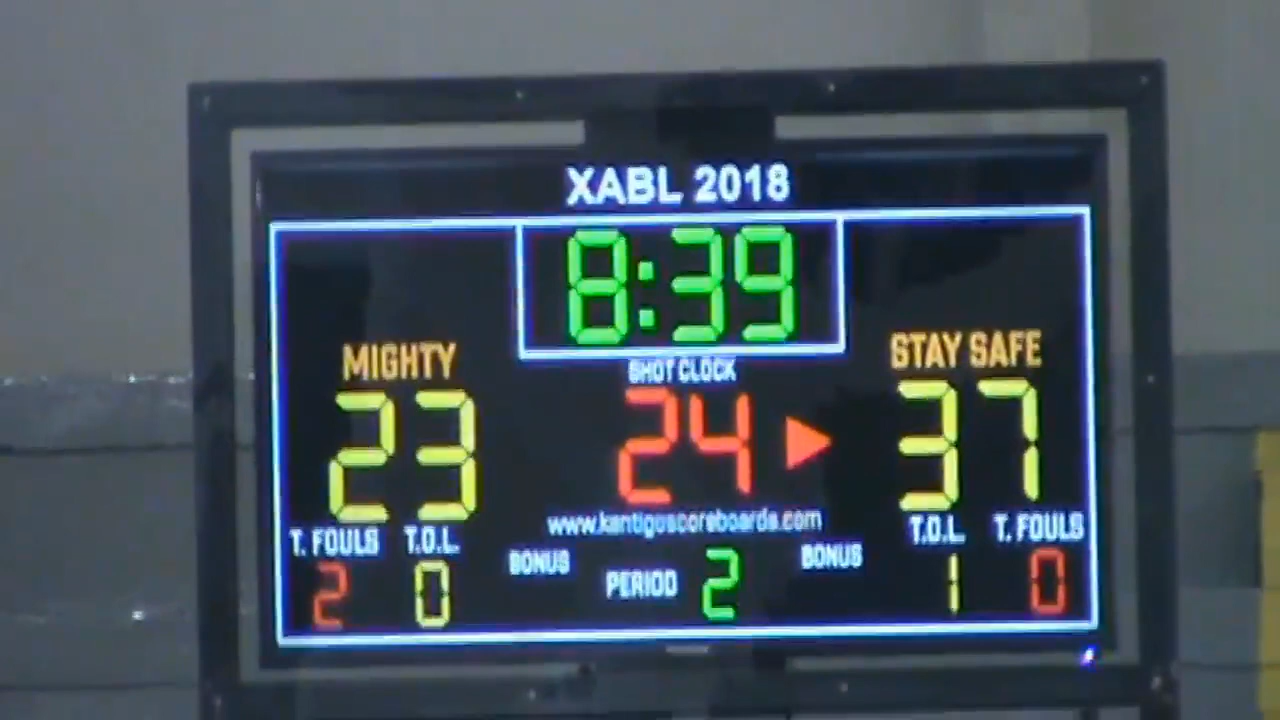 XABL 2018
8:39
MIGHTY
STAY SAFE
SHOT CLOCK
23
24
37
www.kantigoscoreboards.com
T. FOULS
T.O.L.
T.O.L.
T. FOULS
BONUS
BONUS
2
0
PERIOD 2
1
0